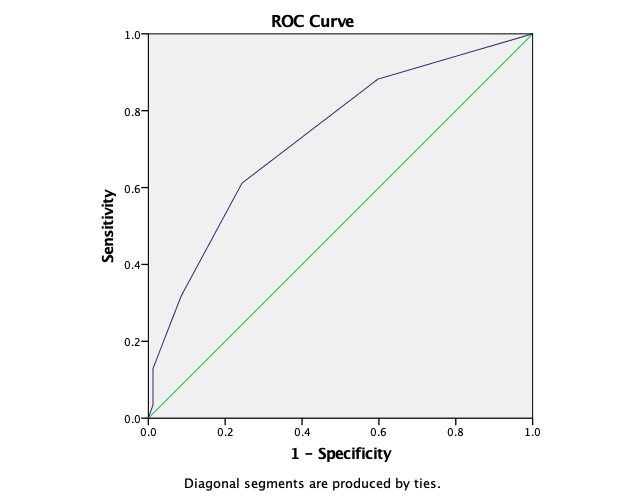 ROC Curve
1.0
0.8
0.6
0.4
0.2
0.0
Sensitivity
0.0 0.2 0.4 0.6 0.8 1.0
1 – Specificity
Diagonal segments are produced by ties.